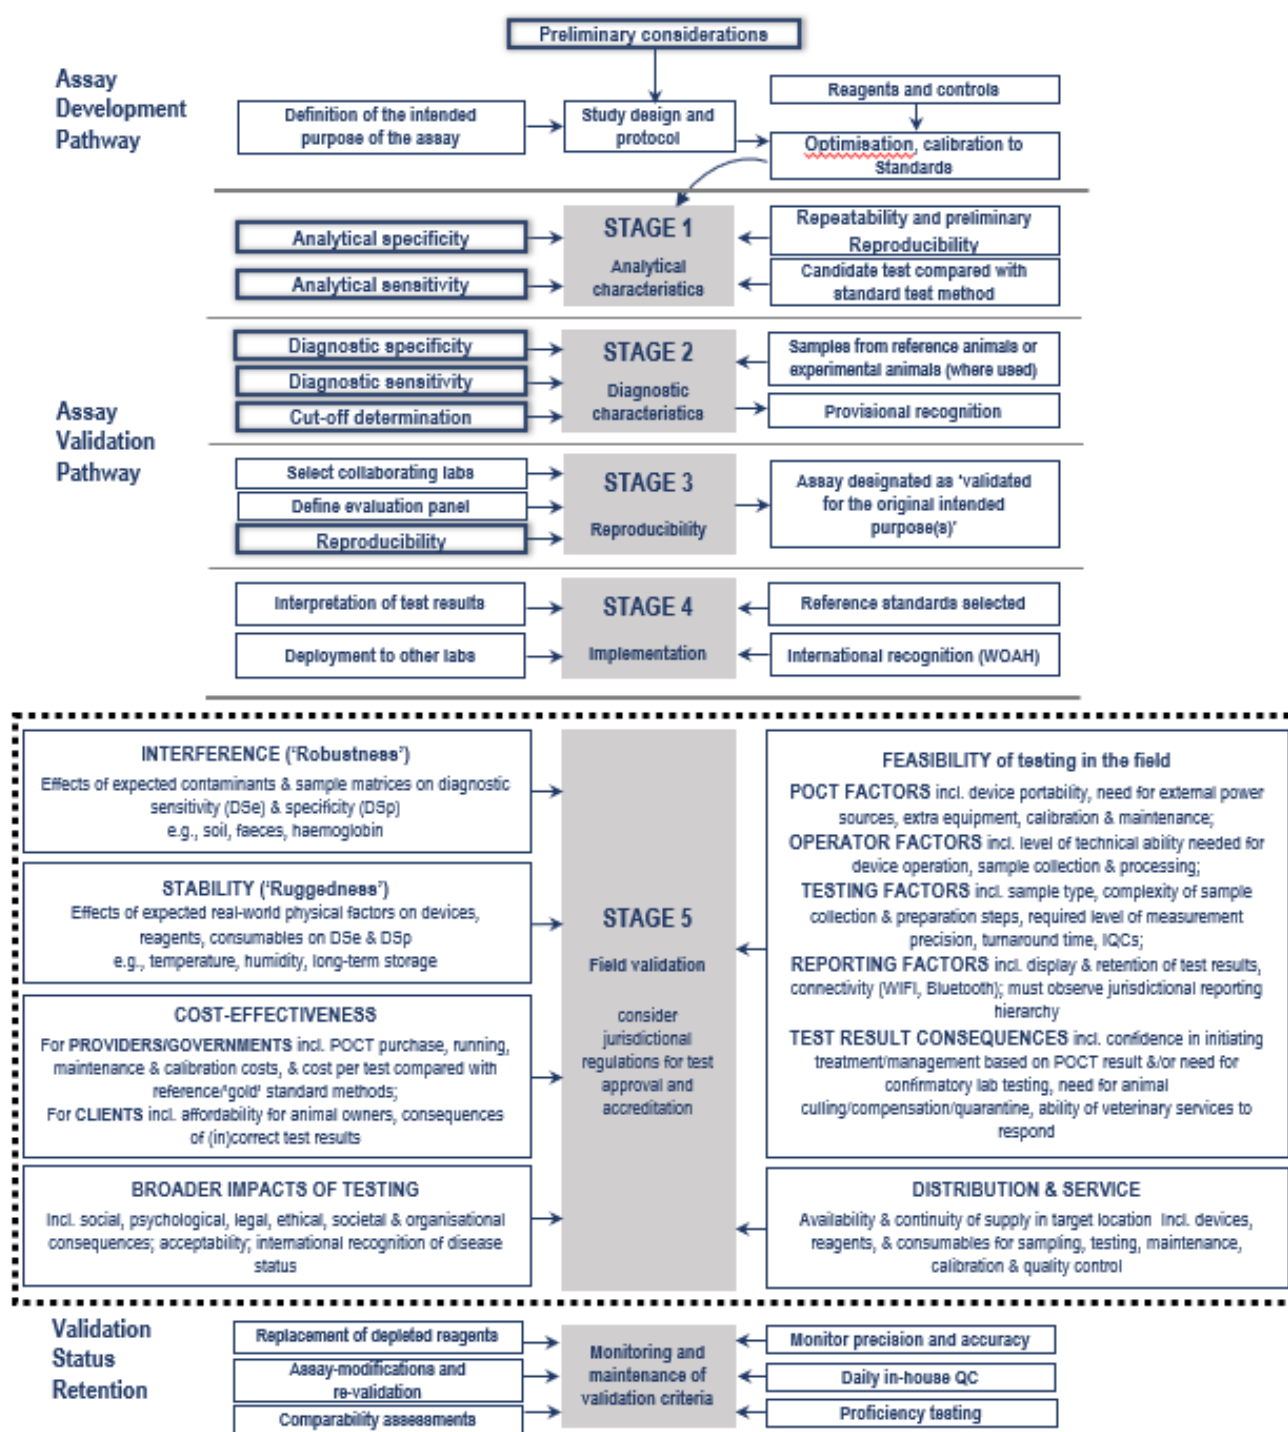 Preliminary considerations
Assay
Development
Pathway
Definition of the intended
purpose of the assay
Study design and
protocol
Reagents and controls
Optimisation, calibration to
Standards
Assay
Validation
Pathway
Analytical specificity
Analytical sensitivity
STAGE 1
Analytical
characteristics
Repeatability and preliminary
Reproducibility
Candidate test compared with
standard test method
Diagnostic specificity
Diagnostic sensitivity
Cut-off determination
STAGE 2
Diagnostic
characteristics
Samples from reference animals or
experimental animals (where used)
Provisional recognition
Select collaborating labs
Define evaluation panel
Reproducibility
STAGE 3
Reproducibility
Assay designated as ‘validated
for the original intended
purpose(s)’
Interpretation of test results
Deployment to other labs
STAGE 4
Implementation
Reference standards selected
International recognition (WOAH)
INTERFERENCE (‘Robustness’)
Effects of expected contaminants & sample matrices on diagnostic
sensitivity (DSe) & specificity (DSp)
e.g., soil, faeces, haemoglobin
STABILITY (‘Ruggedness’)
Effects of expected real-world physical factors on devices,
reagents, consumables on DSe & DSp
e.g., temperature, humidity, long-term storage
COST-EFFECTIVENESS
For PROVIDERS/GOVERNMENTS incl. POCT purchase, running,
maintenance & calibration costs, & cost per test compared with
reference/‘gold’ standard methods;
For CLIENTS incl. affordability for animal owners, consequences
of (in)correct test results
BROADER IMPACTS OF TESTING
Incl. social, psychological, legal, ethical, societal & organisational
consequences; acceptability; international recognition of disease
status
STAGE 5
Field validation
consider
jurisdictional
regulations for test
approval and
accreditation
FEASIBILITY of testing in the field
POCT FACTORS incl. device portability, need for external power
sources, extra equipment, calibration & maintenance;
OPERATOR FACTORS incl. level of technical ability needed for
device operation, sample collection & processing;
TESTING FACTORS incl. sample type, complexity of sample
collection & preparation steps, required level of measurement
precision, turnaround time, IQCs;
REPORTING FACTORS incl. display & retention of test results,
connectivity (WIFI, Bluetooth); must observe jurisdictional reporting
hierarchy
TEST RESULT CONSEQUENCES incl. confidence in initiating
treatment/management based on POCT result &/or need for
confirmatory lab testing, need for animal
culling/compensation/quarantine, ability of veterinary services to
respond
DISTRIBUTION & SERVICE
Availability & continuity of supply in target location Incl. devices,
reagents, & consumables for sampling, testing, maintenance,
calibration & quality control
Validation
Status
Retention
Replacement of depleted reagents
Assay-modifications and
re-validation
Comparability assessments
Monitoring and
maintenance of
validation criteria
Monitor precision and accuracy
Daily in-house QC
Proficiency testing